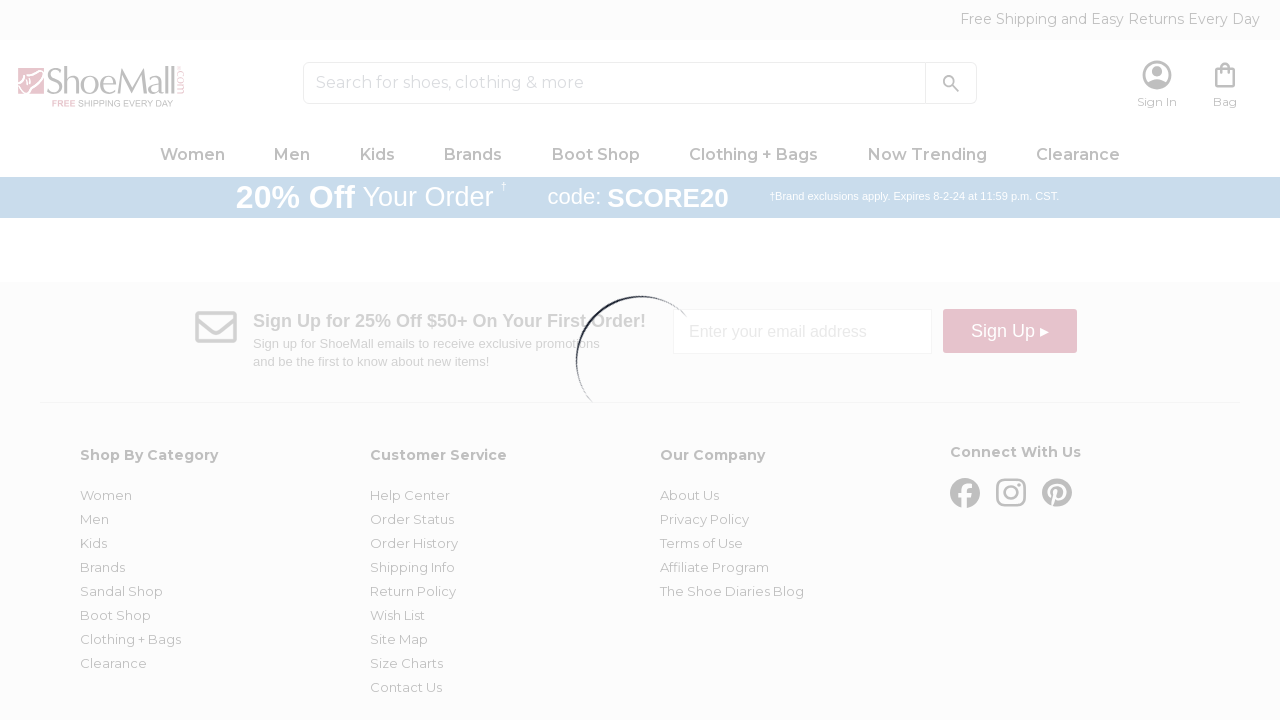 Free Shipping and Easy Returns Every Day
ShoeMall.com
FREE SHIPPING EVERY DAY
Search for shoes, clothing & more
Sign In
Bag
Women Men Kids Brands Boot Shop Clothing + Bags Now Trending Clearance
20% Off Your Order † code: SCORE20 †Brand exclusions apply. Expires 8-2-24 at 11:59 p.m. CST.
Sign Up for 25% Off $50+ On Your First Order!
Sign up for ShoeMall emails to receive exclusive promotions
and be the first to know about new items!
Enter your email address
Sign Up ▸
Shop By Category
Women
Men
Kids
Brands
Sandal Shop
Boot Shop
Clothing + Bags
Clearance
Customer Service
Help Center
Order Status
Order History
Shipping Info
Return Policy
Wish List
Site Map
Size Charts
Contact Us
Our Company
About Us
Privacy Policy
Terms of Use
Affiliate Program
The Shoe Diaries Blog
Connect With Us